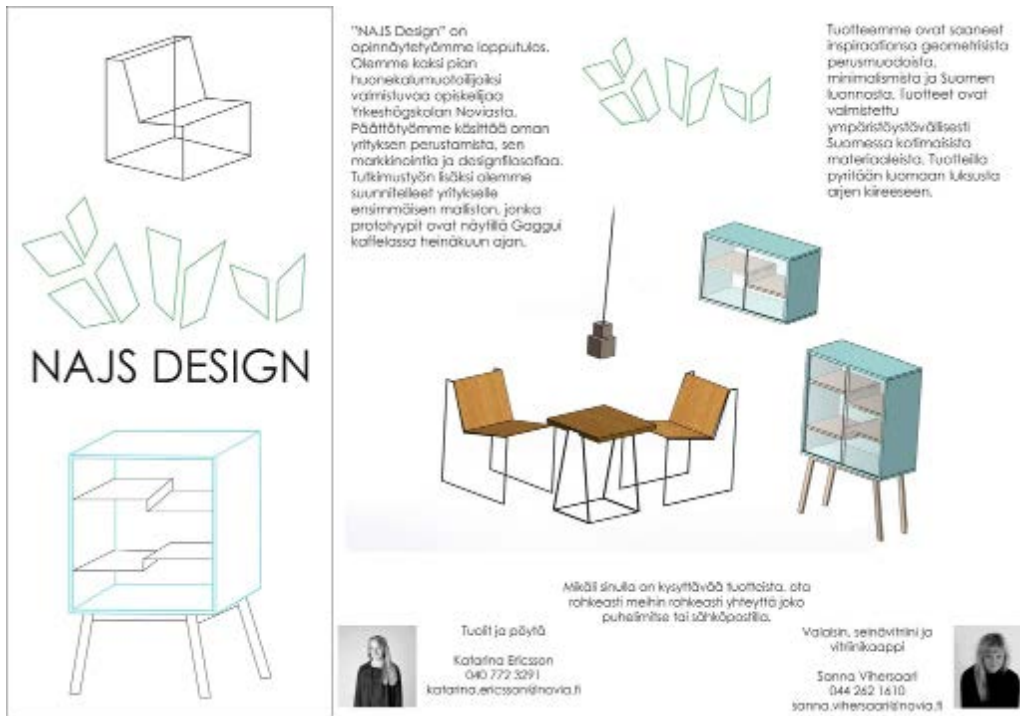 NAJS DESIGN
"NAJS Design" on
opinnäytetyömme lopputulos.
Olemme kaksi pian
huonekalumuotoilijoiksi
valmistuvaa opiskelijaa
Yrkeshögskolan Noviasta.
Päättötyömme käsittää oman
yrityksen perustamista, sen
markkinointia ja designfilosofiaa.
Tutkimustyön lisäksi olemme
suunnitelleet yritykselle
ensimmäisen malliston, jonka
prototyypit ovat näytillä Gaggui
kaffelassa heinäkuun ajan.
Tuotteemme ovat saaneet
inspiraationsa geometrisista
perusmuodoista,
minimalismista ja Suomen
luonnosta. Tuotteet ovat
valmistettu
ympäristöystävällisesti
Suomessa kotimaisista
materiaaleista. Tuotteilla
pyritään luomaan luksusta
arjen kiireeseen.
Mikäli sinulla on kysyttävää tuotteista, ota
rohkeasti meihin rohkeasti yhteyttä joko
puhelimitse tai sähköpostilla.
Tuolit ja pöytä
Katarina Ericsson
040 772 3291
katarina.ericsson@novia.fi
Valaisin, seinävitriini ja
vitriinikaappi
Sanna Vihersaari
044 262 1610
sanna.vihersaari@novia.fi